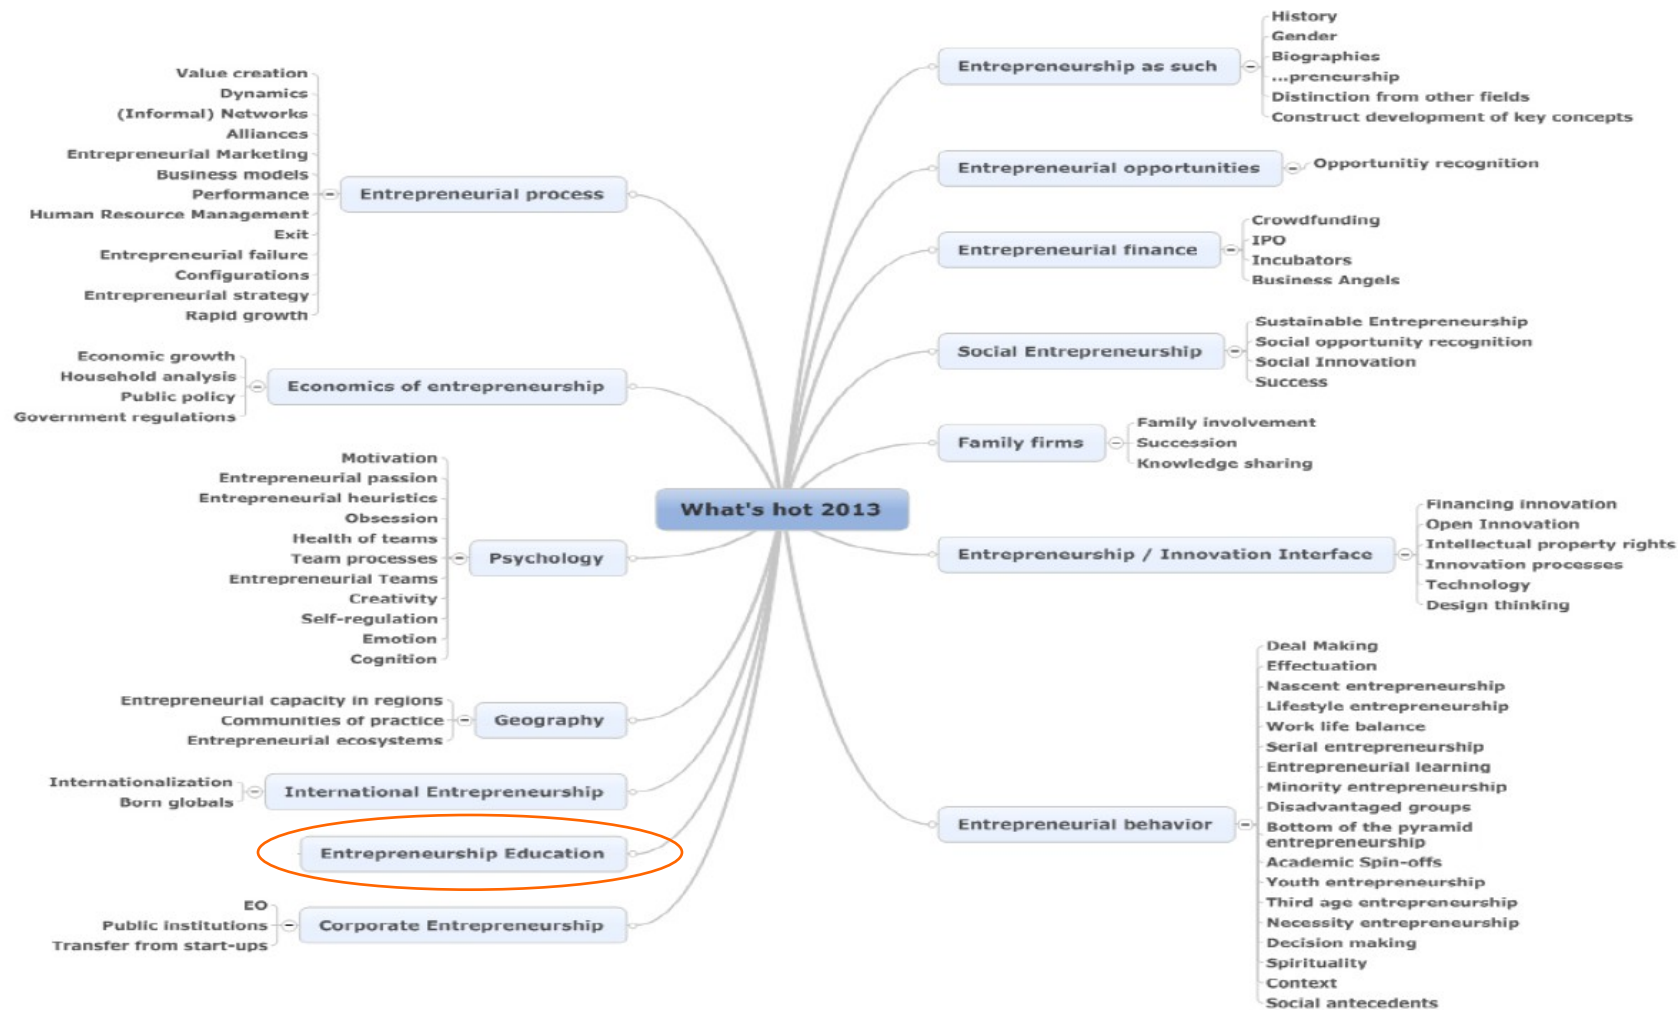 What's hot 2013
Entrepreneurship as such
History
Gender
Biographies
...preneurship
Distinction from other fields
Construct development of key concepts
Entrepreneurial opportunities
Opportunitiy recognition
Entrepreneurial finance
Crowdfunding
IPO
Incubators
Business Angels
Social Entrepreneurship
Sustainable Entrepreneurship
Social opportunity recognition
Social Innovation
Success
Family firms
Family involvement
Succession
Knowledge sharing
Entrepreneurship / Innovation Interface
Financing innovation
Open Innovation
Intellectual property rights
Innovation processes
Technology
Design thinking
Entrepreneurial behavior
Deal Making
Effectuation
Nascent entrepreneurship
Lifestyle entrepreneurship
Work life balance
Serial entrepreneurship
Entrepreneurial learning
Minority entrepreneurship
Disadvantaged groups
Bottom of the pyramid
entrepreneurship
Academic Spin-offs
Youth entrepreneurship
Third age entrepreneurship
Necessity entrepreneurship
Decision making
Spirituality
Context
Social antecedents
Entrepreneurial process
Value creation
Dynamics
(Informal) Networks
Alliances
Entrepreneurial Marketing
Business models
Performance
Human Resource Management
Exit
Entrepreneurial failure
Configurations
Entrepreneurial strategy
Rapid growth
Economics of entrepreneurship
Economic growth
Household analysis
Public policy
Government regulations
Psychology
Motivation
Entrepreneurial passion
Entrepreneurial heuristics
Obsession
Health of teams
Team processes
Entrepreneurial Teams
Creativity
Self-regulation
Emotion
Cognition
Geography
Entrepreneurial capacity in regions
Communities of practice
Entrepreneurial ecosystems
International Entrepreneurship
Internationalization
Born globals
Entrepreneurship Education
Corporate Entrepreneurship
EO
Public institutions
Transfer from start-ups